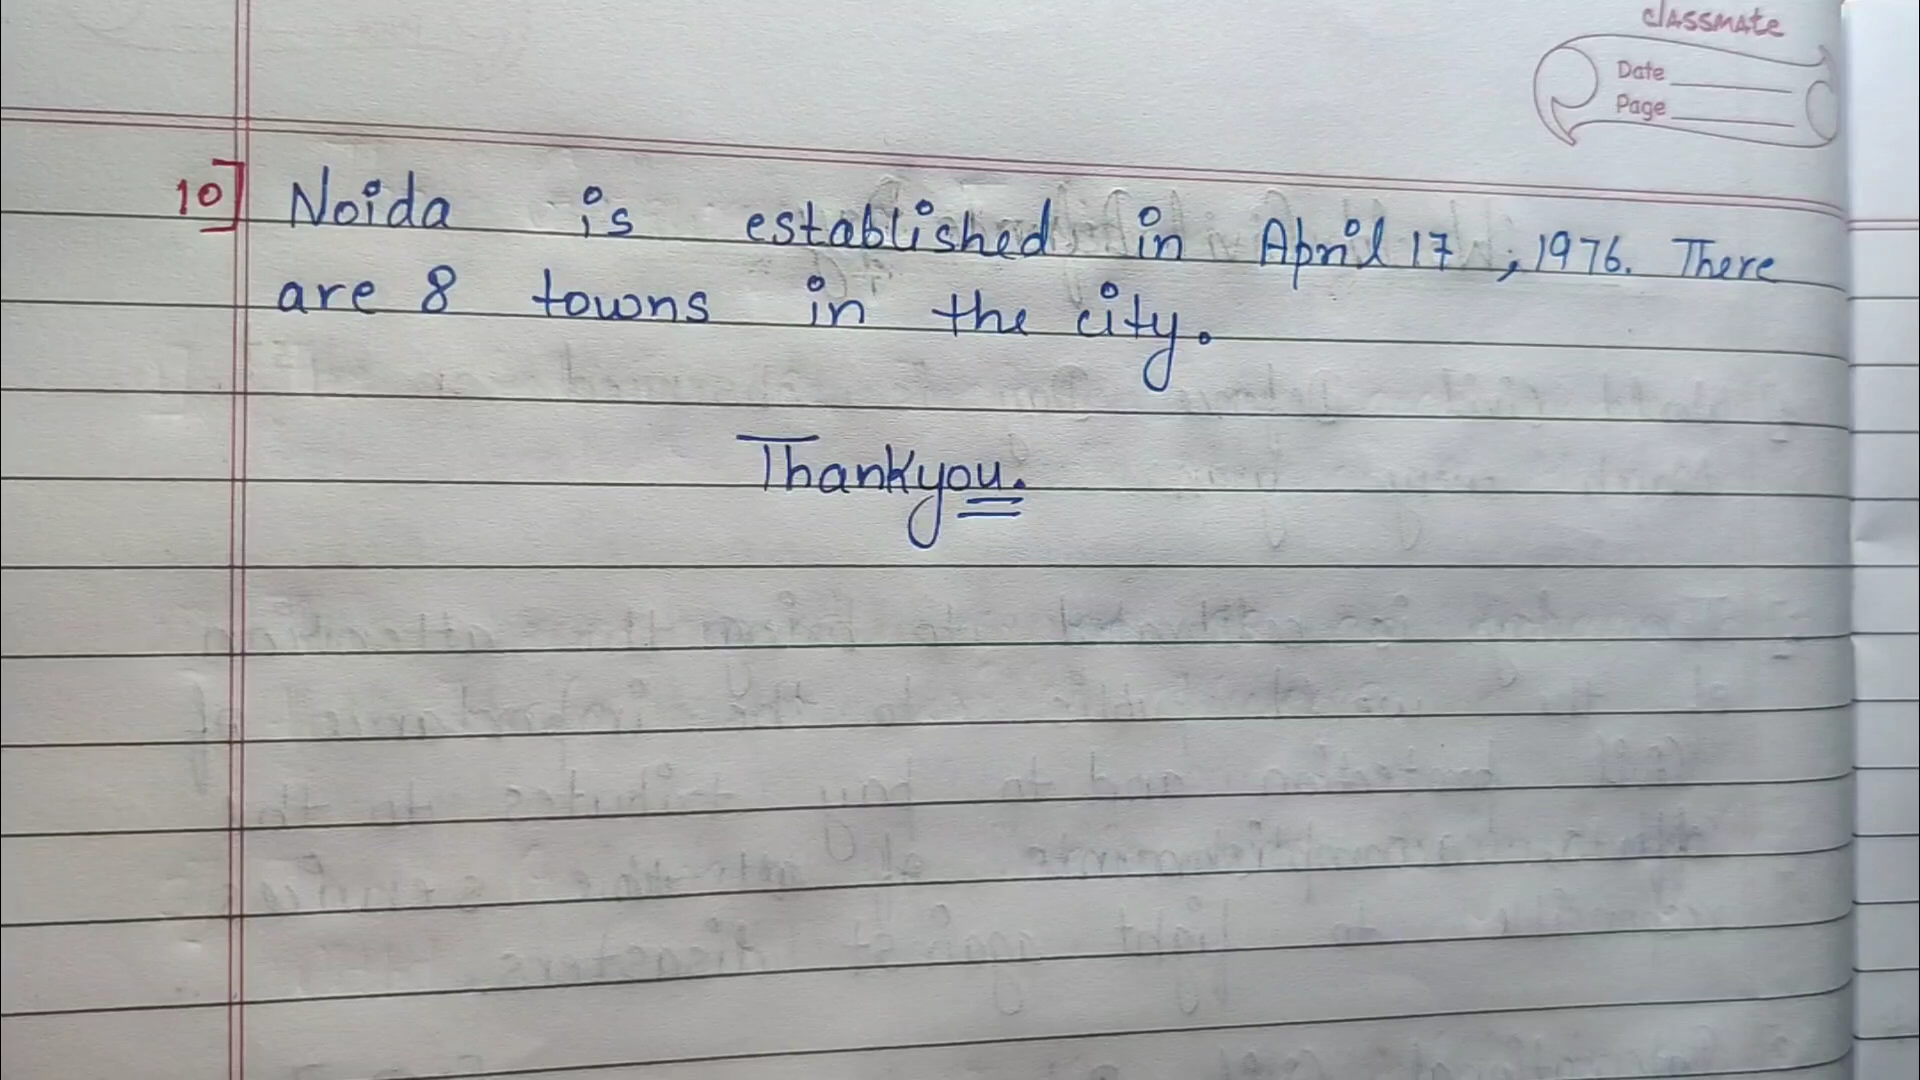 classmate
Date
Page
10] Noida is established in April 17, 1976. There
are 8 towns in the city.
Thankyou.